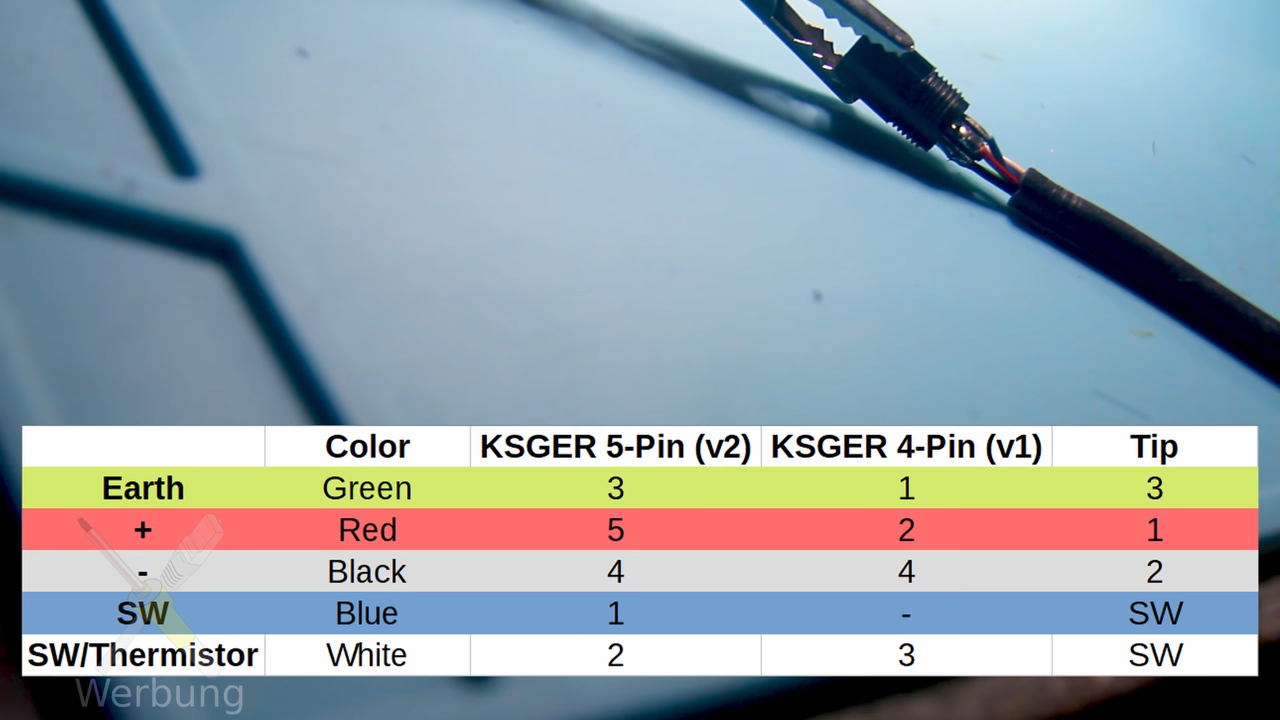 Color KSGER 5-Pin (v2) KSGER 4-Pin (v1) Tip
Earth Green 3 1 3
+ Red 5 2 1
- Black 4 4 2
SW Blue 1 - SW
SW/Thermistor White 2 3 SW
Werbung